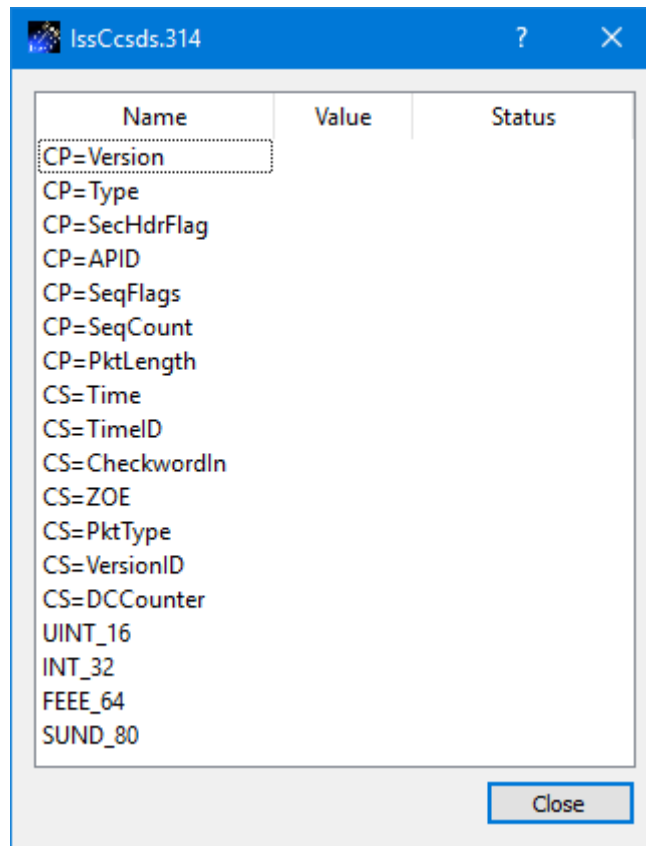 IssCcsds.314 ?
Name Value Status
CP=Version
CP=Type
CP=SecHdrFlag
CP=APID
CP=SeqFlags
CP=SeqCount
CP=PktLength
CS=Time
CS=TimeID
CS=CheckwordIn
CS=ZOE
CS=PktType
CS=VersionID
CS=DCCounter
UINT_16
INT_32
FEEE_64
SUND_80
Close